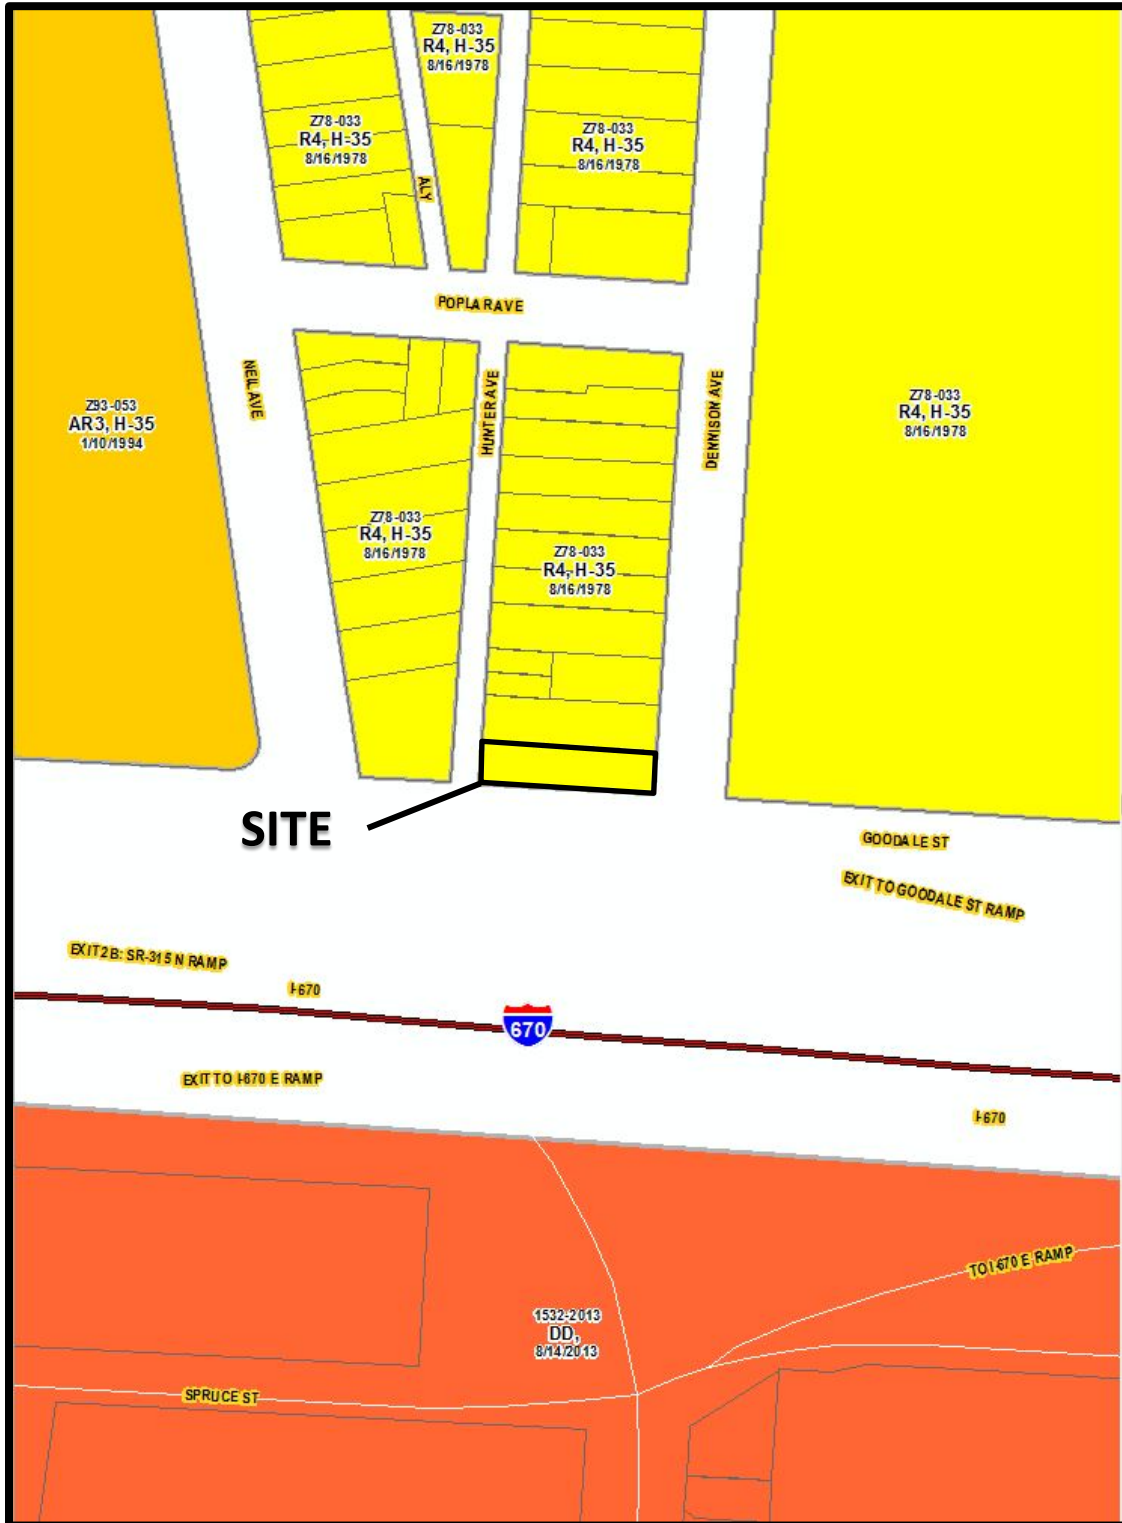 Z78-033
R4, H-35
8/16/1978
Z78-033
R4, H-35
8/16/1978
Z78-033
R4, H-35
8/16/1978
ALY
POPLAR AVE
NEIL AVE
HUNTER AVE
DENNISON AVE
Z93-053
AR3, H-35
1/10/1994
Z78-033
R4, H-35
8/16/1978
Z78-033
R4, H-35
8/16/1978
Z78-033
R4, H-35
8/16/1978
SITE
GOODALE ST
EXIT TO GOODALE ST RAMP
EXIT 2B: SR-315 N RAMP
I-670
670
EXIT TO I-670 E RAMP
I-670
TO I-670 E RAMP
1532-2013
DD,
8/14/2013
SPRUCE ST